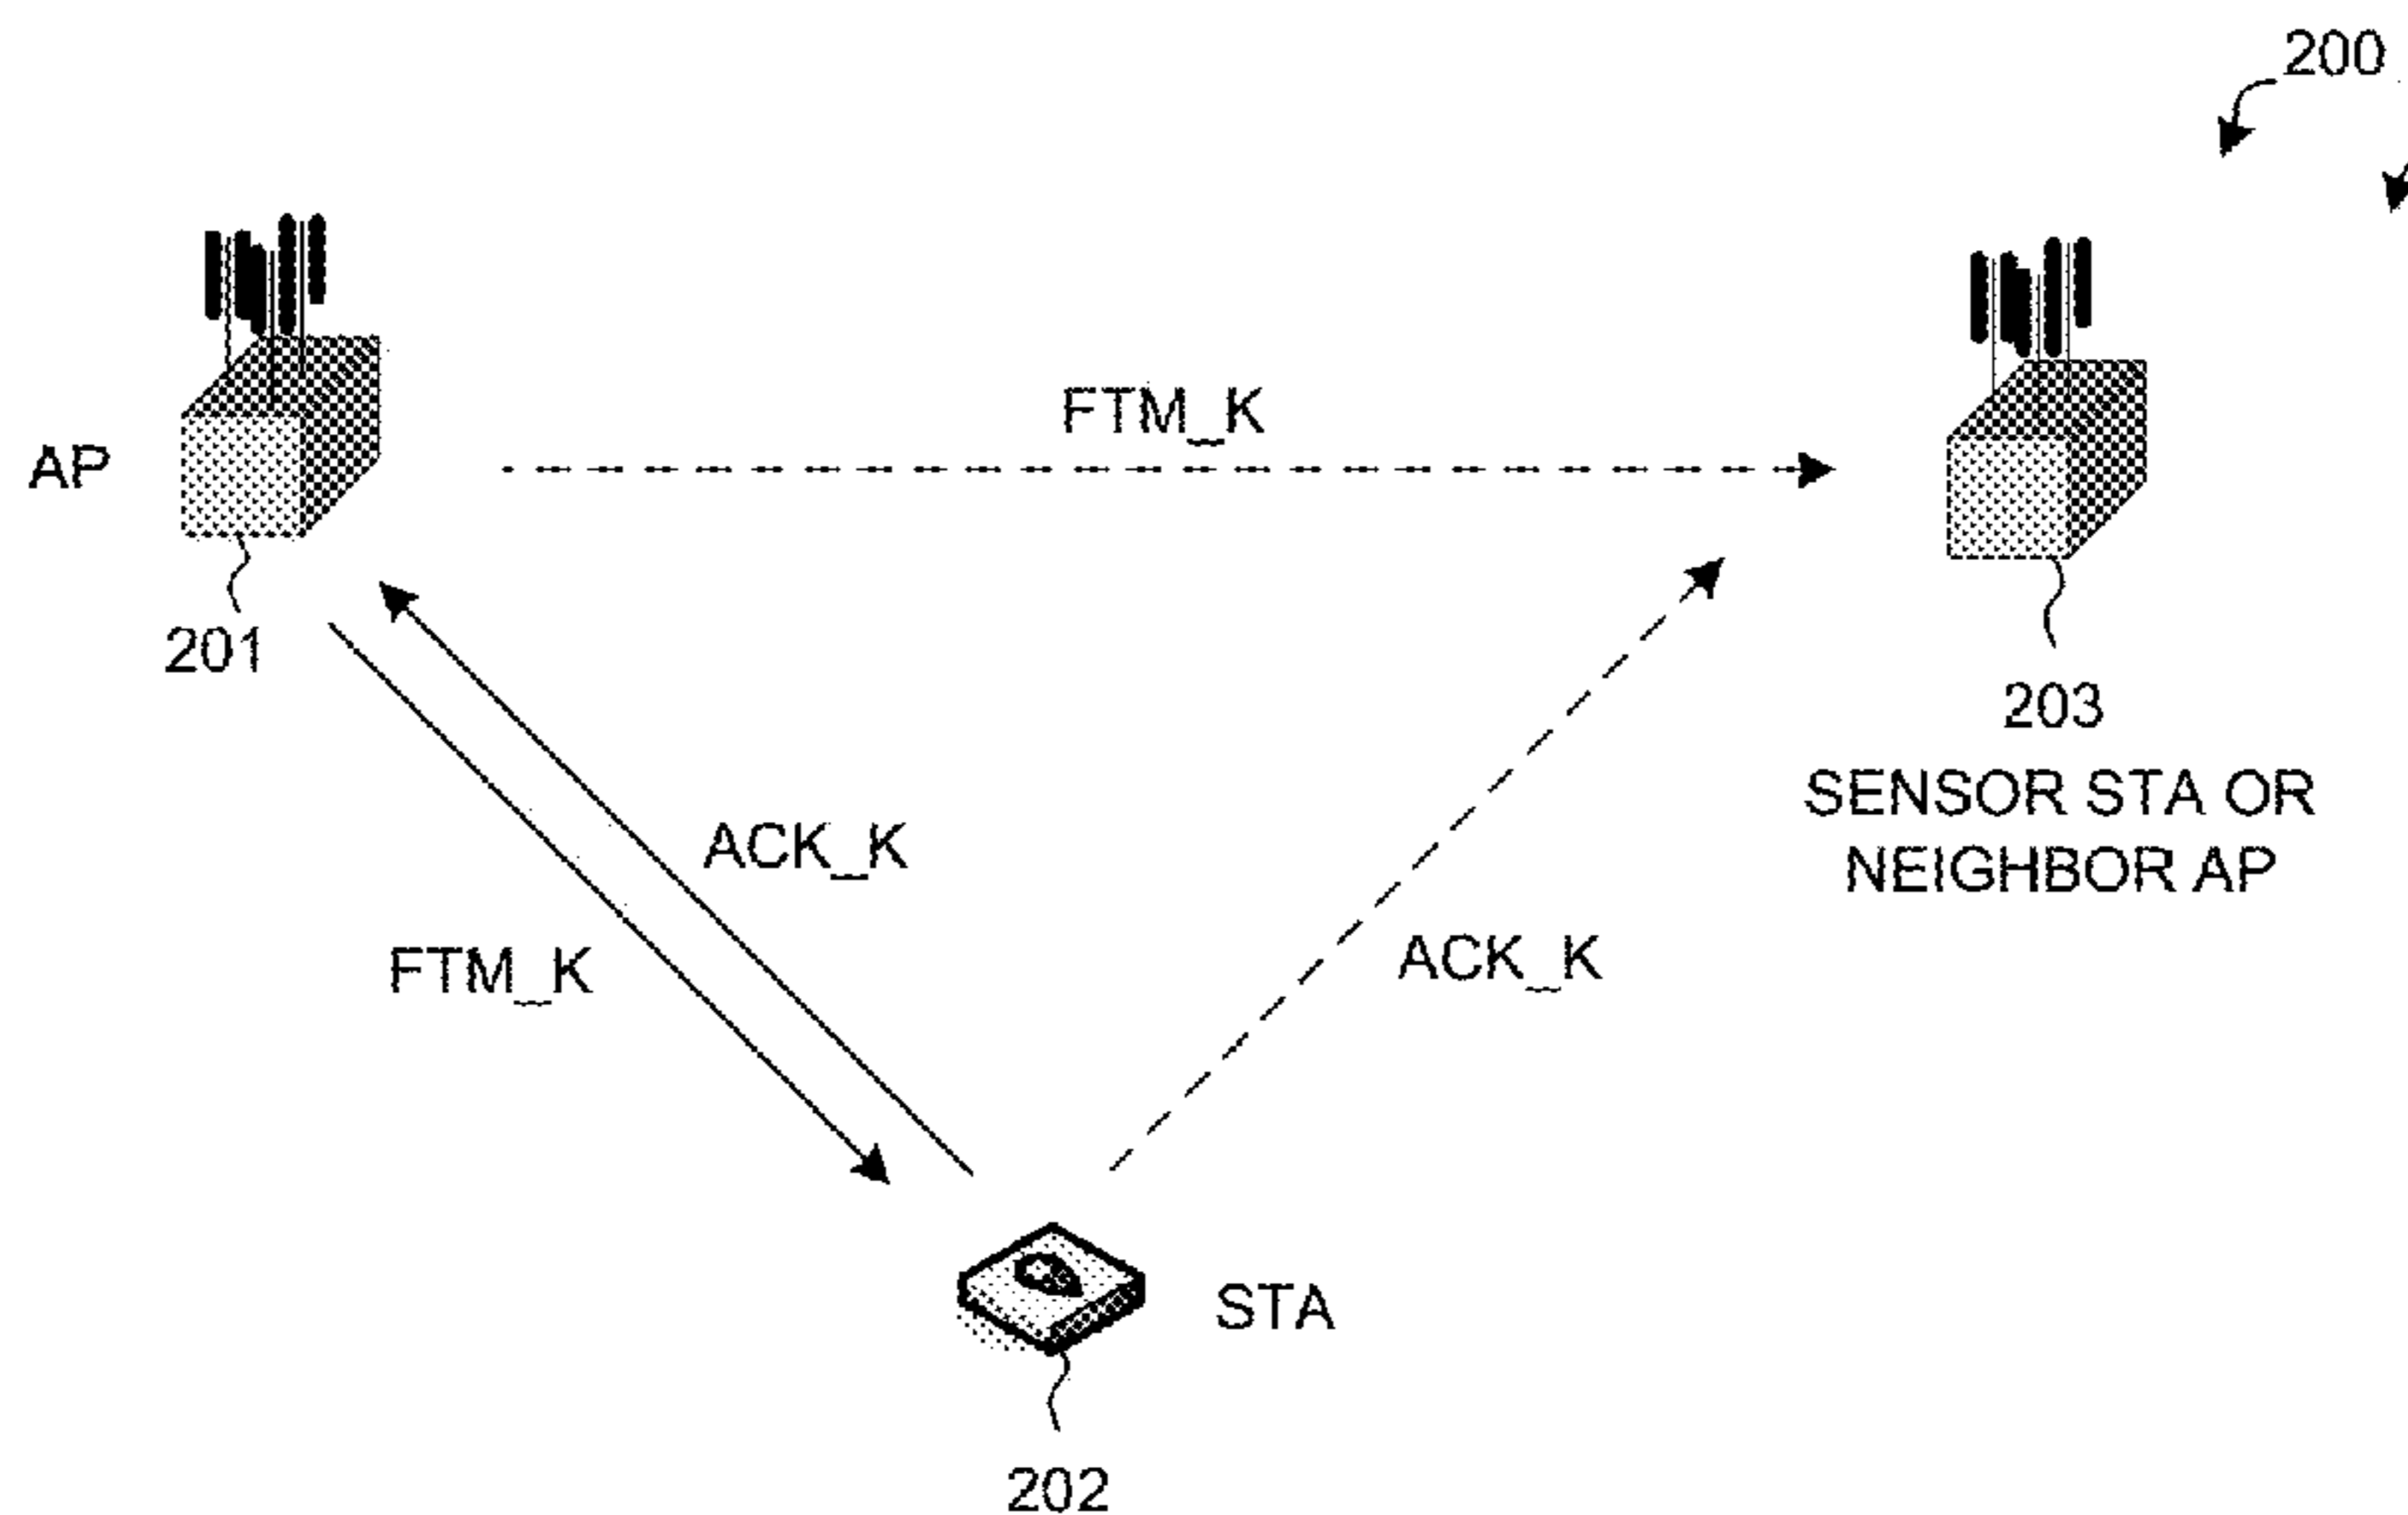 200
FTM_K
AP
201
203
SENSOR STA OR
NEIGHBOR AP
ACK_K
FTM_K
ACK_K
STA
202